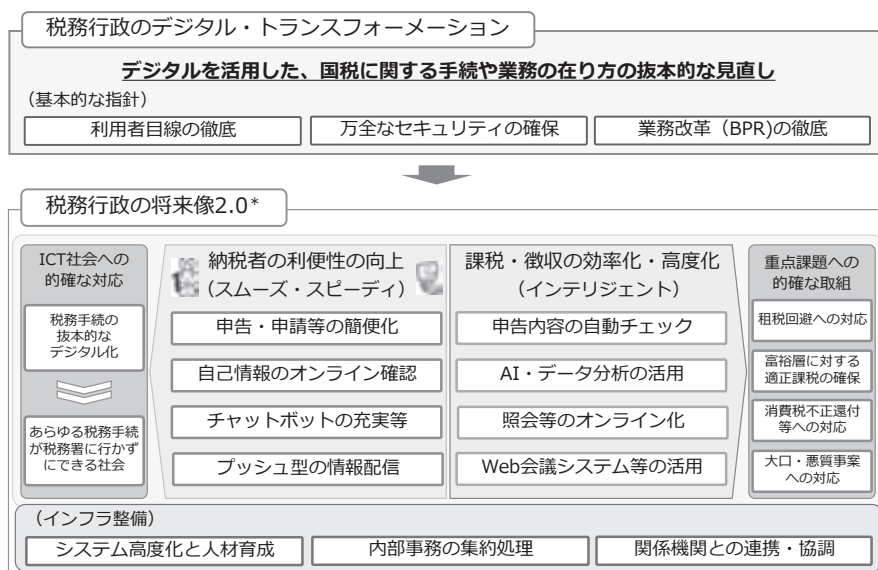 税務行政のデジタル・トランスフォーメーション
デジタルを活用した、国税に関する手続や業務の在り方の抜本的な見直し
（基本的な指針）
利用者目線の徹底
万全なセキュリティの確保
業務改革（BPR)の徹底
税務行政の将来像2.0*
ICT社会への
的確な対応
税務手続の
抜本的な
デジタル化
あらゆる税務手続
が税務署に行かず
にできる社会
納税者の利便性の向上
（スムーズ・スピーディ）
申告・申請等の簡便化
自己情報のオンライン確認
チャットボットの充実等
プッシュ型の情報配信
課税・徴収の効率化・高度化
（インテリジェント）
申告内容の自動チェック
AI・データ分析の活用
照会等のオンライン化
Web会議システム等の活用
重点課題への
的確な取組
租税回避への対応
富裕層に対する
適正課税の確保
消費税不正還付
等への対応
大口・悪質事案
への対応
（インフラ整備）
システム高度化と人材育成
内部事務の集約処理
関係機関との連携・協調